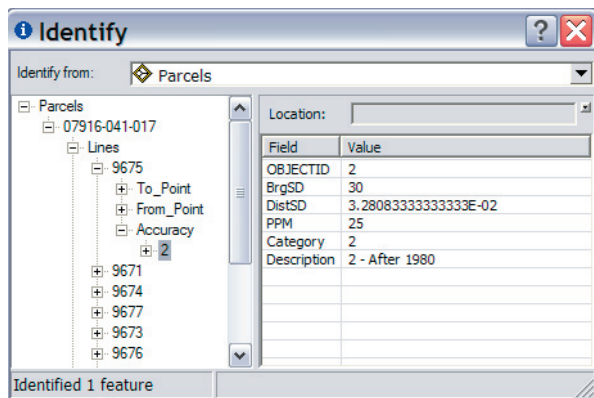 Identify
Identify from: Parcels
Parcels
07916-041-017
Lines
9675
To_Point
From_Point
Accuracy
2
9671
9674
9677
9673
9676
Location:
Field Value
OBJECTID 2
BrgSD 30
DistSD 3.28083333333333E-02
PPM 25
Category 2
Description 2 - After 1980
Identified 1 feature